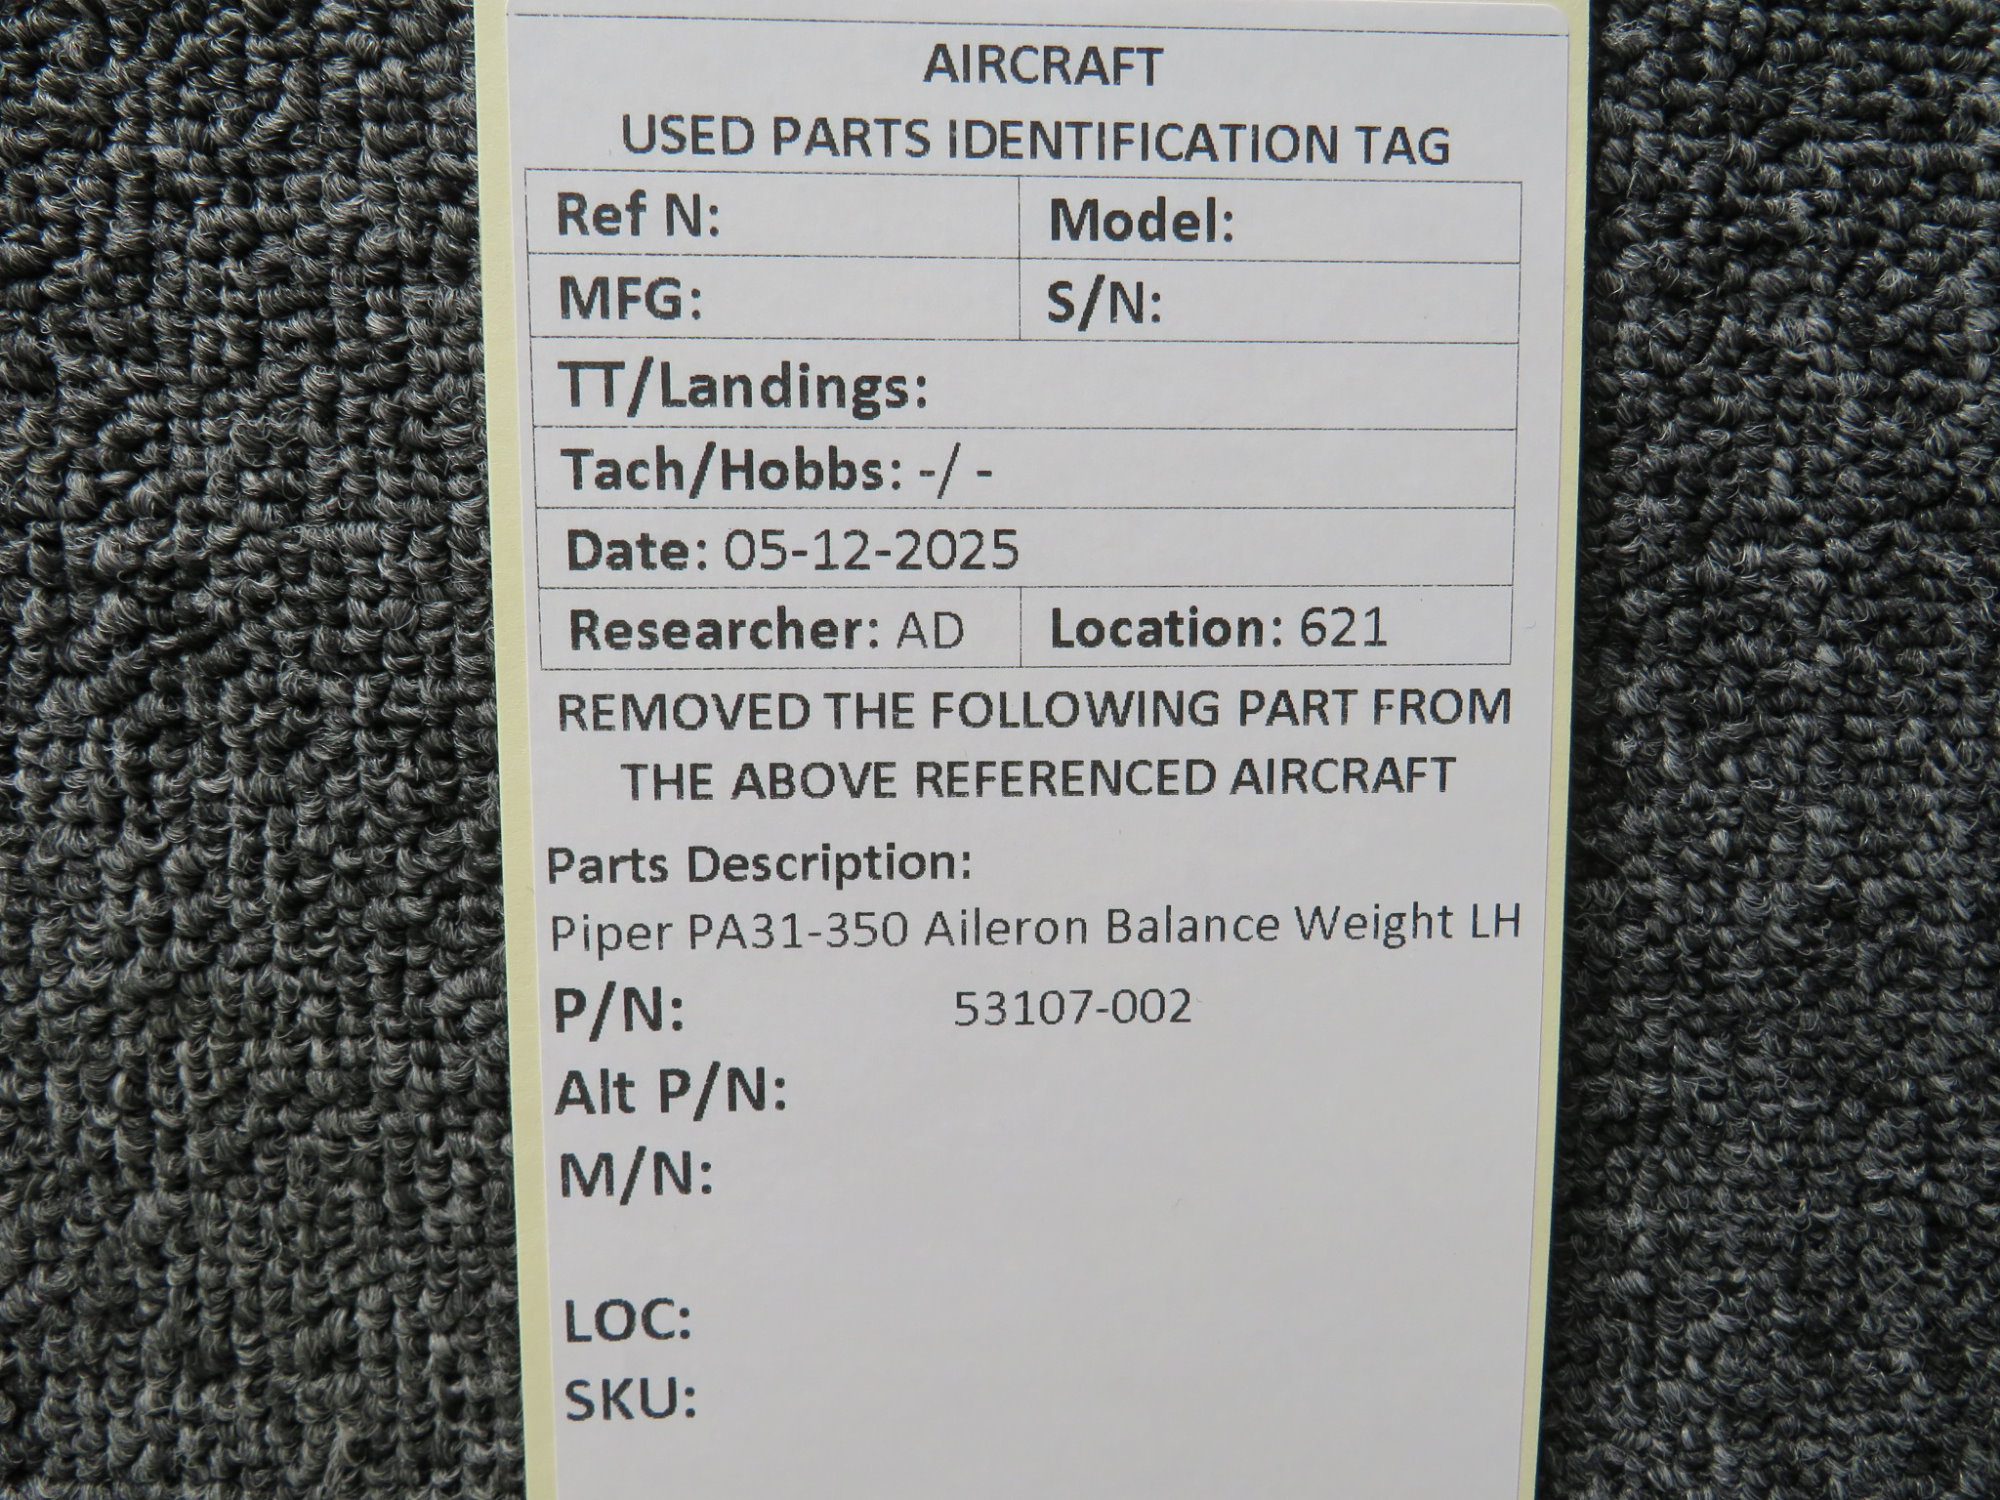 AIRCRAFT
USED PARTS IDENTIFICATION TAG
Ref N: Model:
MFG: S/N:
TT/Landings:
Tach/Hobbs: -/ -
Date: 05-12-2025
Researcher: AD Location: 621
REMOVED THE FOLLOWING PART FROM
THE ABOVE REFERENCED AIRCRAFT
Parts Description:
Piper PA31-350 Aileron Balance Weight LH
P/N: 53107-002
Alt P/N:
M/N:
LOC:
SKU: